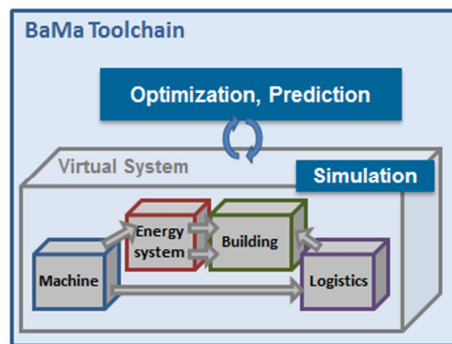 BaMa Toolchain
Optimization, Prediction
Virtual System
Simulation
Energy
system
Building
Machine
Logistics